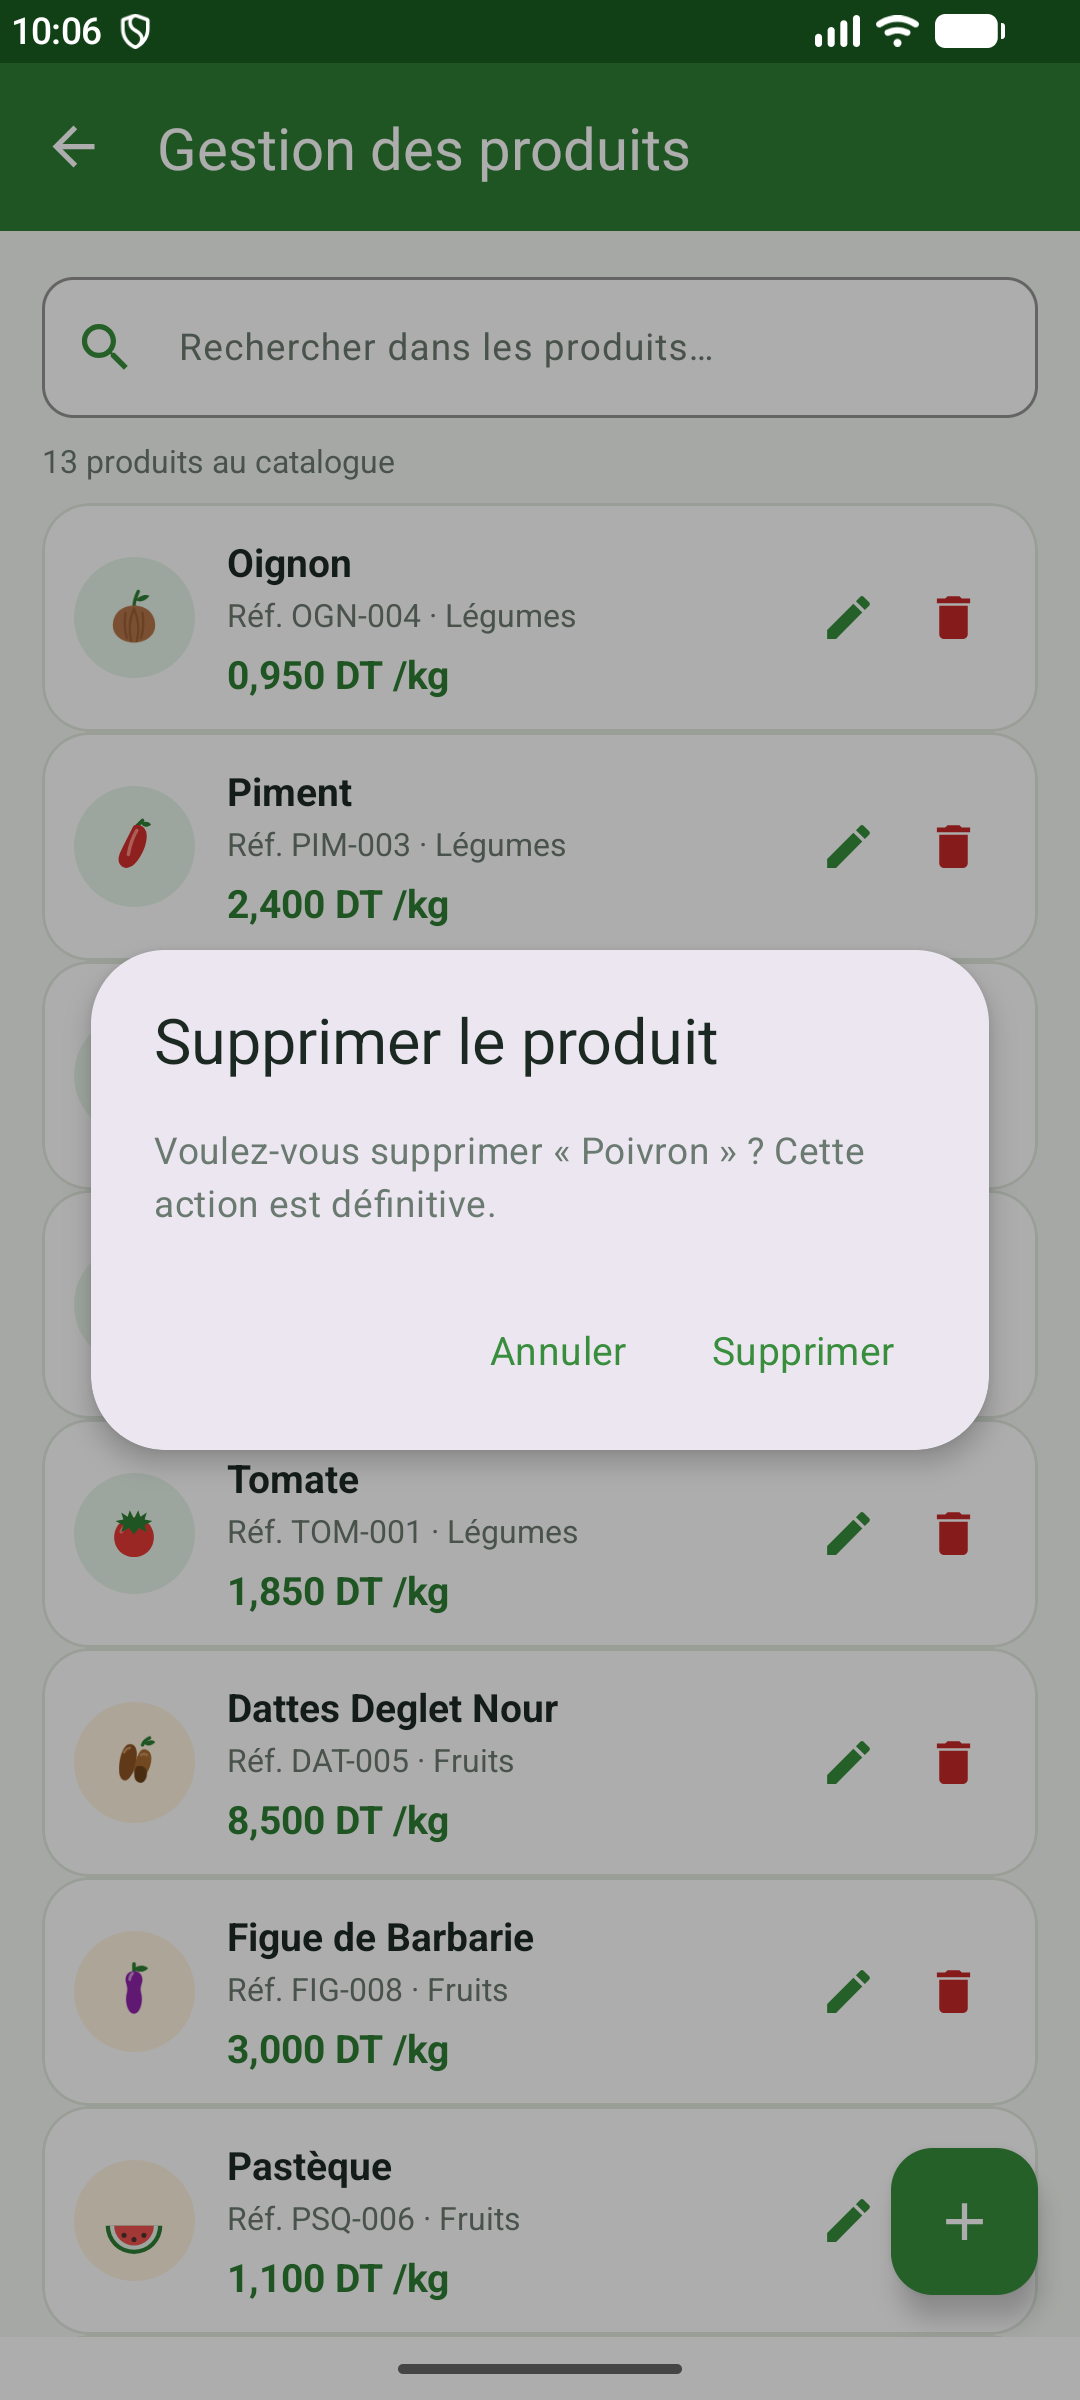 10:06
Gestion des produits
Rechercher dans les produits…
13 produits au catalogue
Oignon
Réf. OGN-004 · Légumes
0,950 DT /kg
Piment
Réf. PIM-003 · Légumes
2,400 DT /kg
Supprimer le produit
Voulez-vous supprimer « Poivron » ? Cette
action est définitive.
Annuler Supprimer
Tomate
Réf. TOM-001 · Légumes
1,850 DT /kg
Dattes Deglet Nour
Réf. DAT-005 · Fruits
8,500 DT /kg
Figue de Barbarie
Réf. FIG-008 · Fruits
3,000 DT /kg
Pastèque
Réf. PSQ-006 · Fruits
1,100 DT /kg